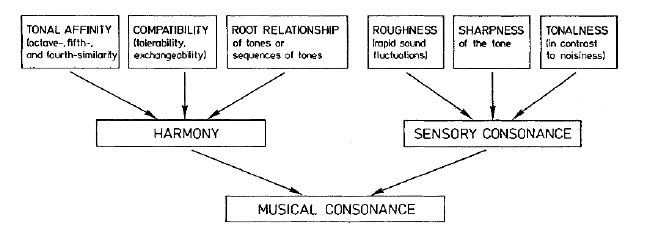 TONAL AFFINITY
(octave-, fifth-,
and fourth-similarity
COMPATIBILITY
(tolerability,
exchangeability)
ROOT RELATIONSHIP
of tones or
sequences of tones
ROUGHNESS
(rapid sound
fluctuations)
SHARPNESS
of the tone
TONALNESS
(in contrast
to noisiness)
HARMONY
SENSORY CONSONANCE
MUSICAL CONSONANCE